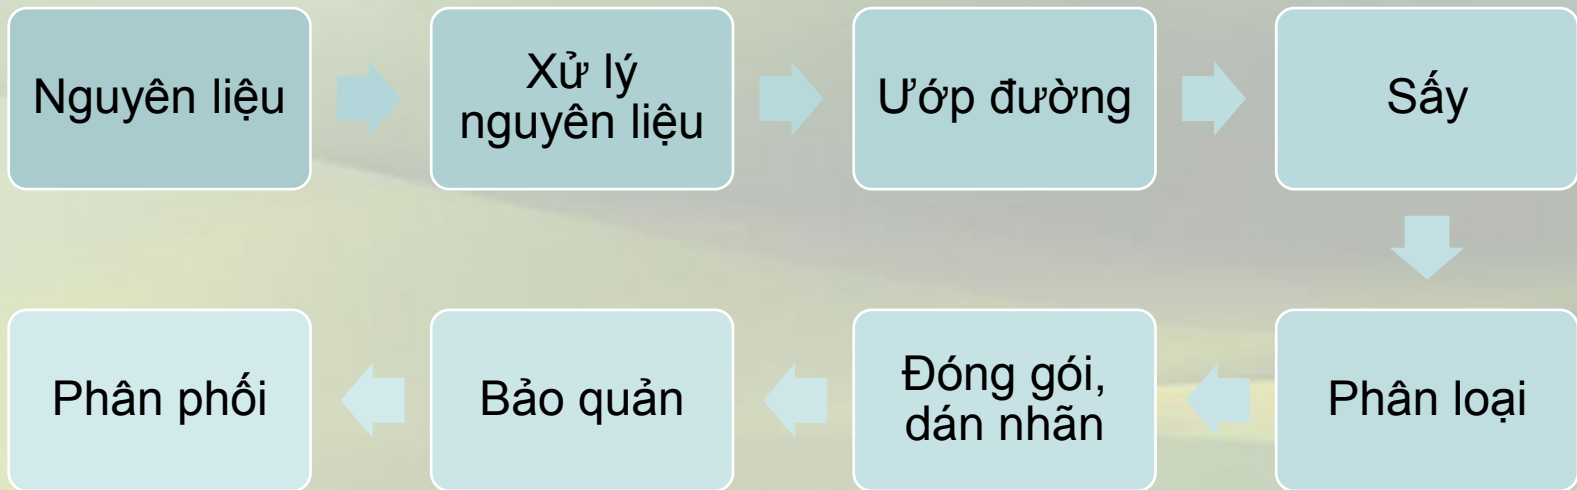 Nguyên liệu
Xử lý
nguyên liệu
Ướp đường
Sấy
Phân loại
Đóng gói,
dán nhãn
Bảo quản
Phân phối